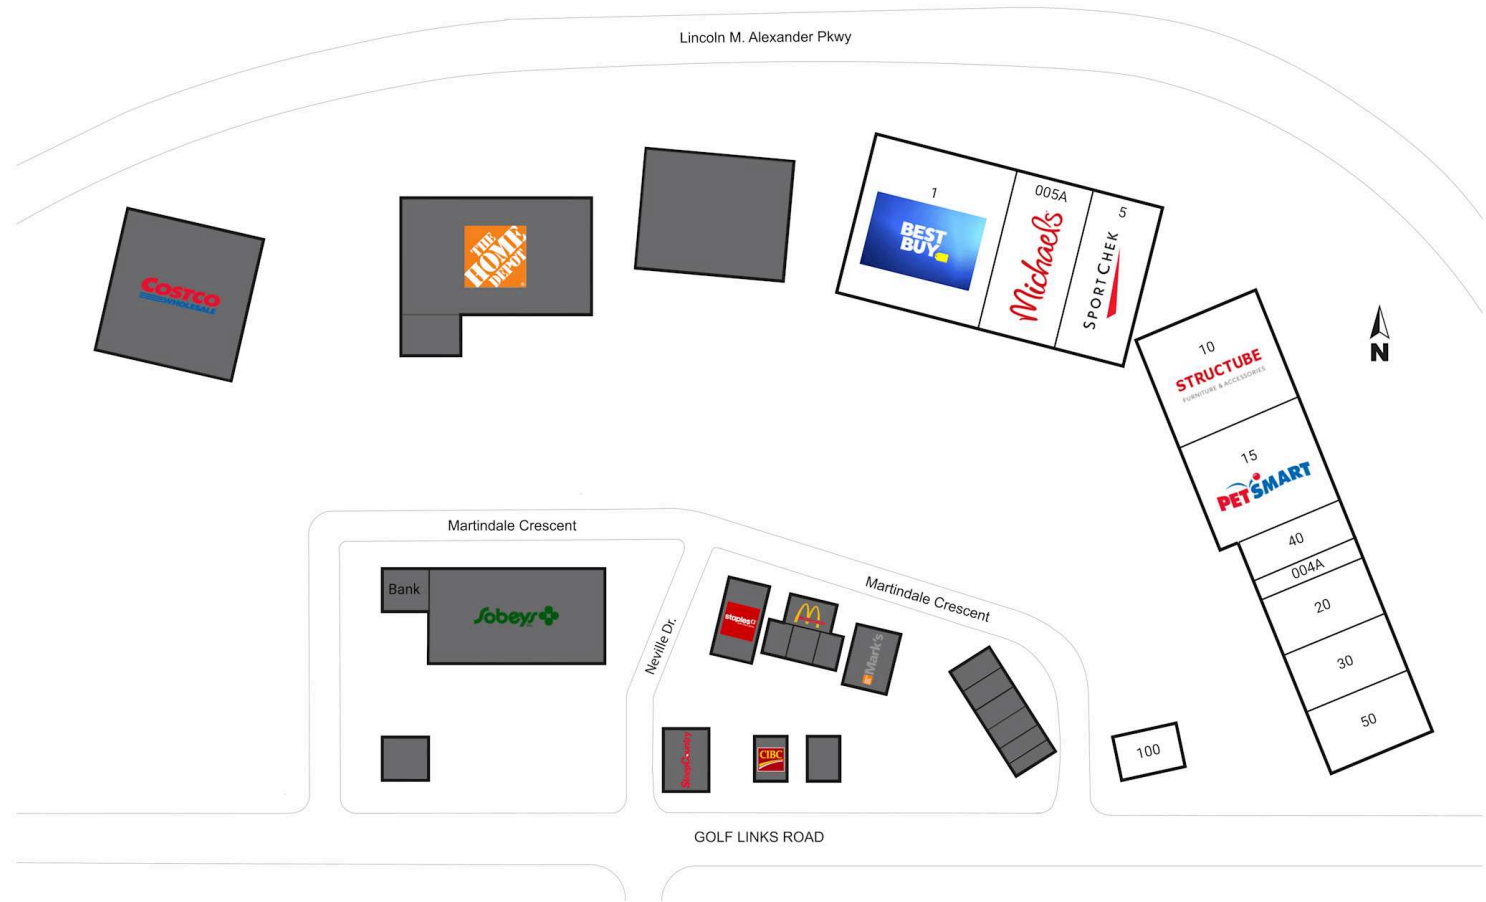 Lincoln M. Alexander Pkwy
COSTCO
WHOLESALE
THE
HOME
DEPOT
1
BEST
BUY
005A
Michaels
5
SPORTCHEK
10
STRUCTUBE
FURNITURE & ACCESSORIES
N
15
PETSMART
40
004A
20
30
50
100
Martindale Crescent
Bank
Sobeys
Neville Dr.
Martindale Crescent
staples
Mark's
SleepCountry
CIBC
GOLF LINKS ROAD